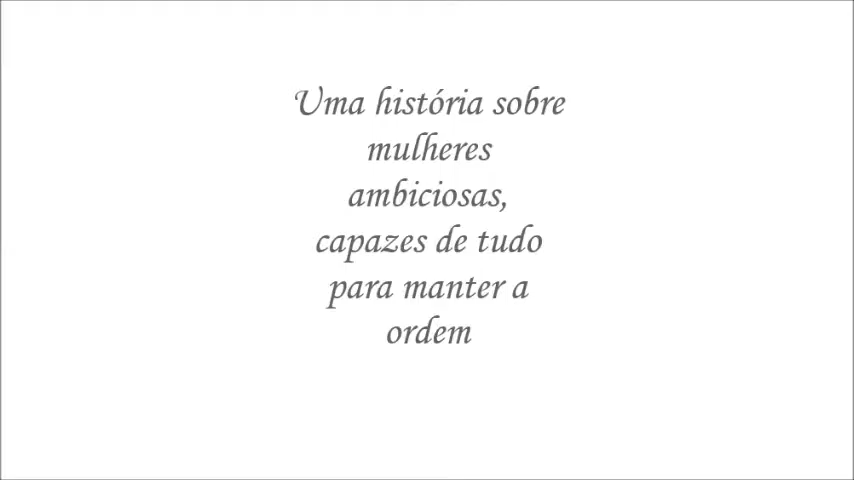 Uma história sobre
mulheres
ambiciosas,
capazes de tudo
para manter a
ordem